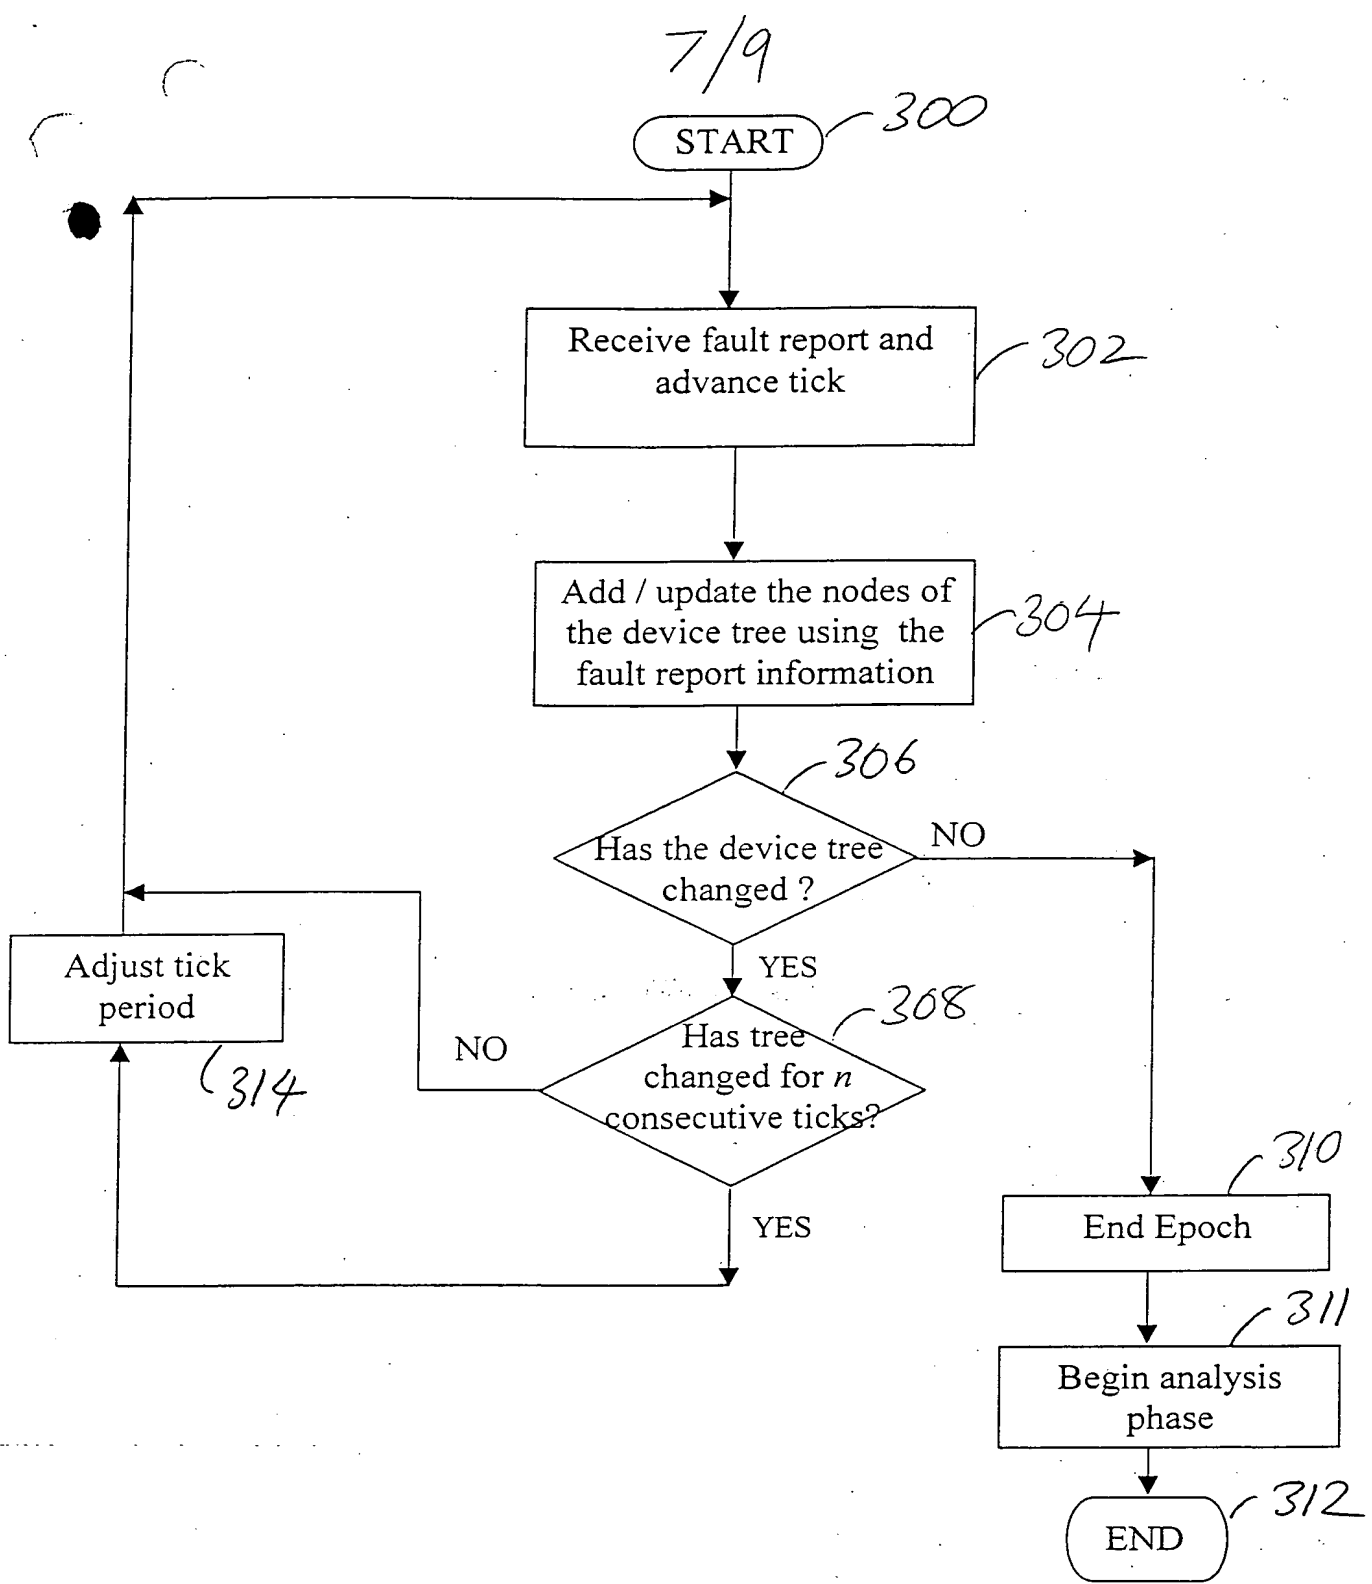 7/9
300
START
Receive fault report and
advance tick
302
Add / update the nodes of
the device tree using the
fault report information
304
306
Has the device tree
changed ?
NO
YES
Adjust tick
period
314
308
NO
Has tree
changed for n
consecutive ticks?
YES
310
End Epoch
311
Begin analysis
phase
312
END